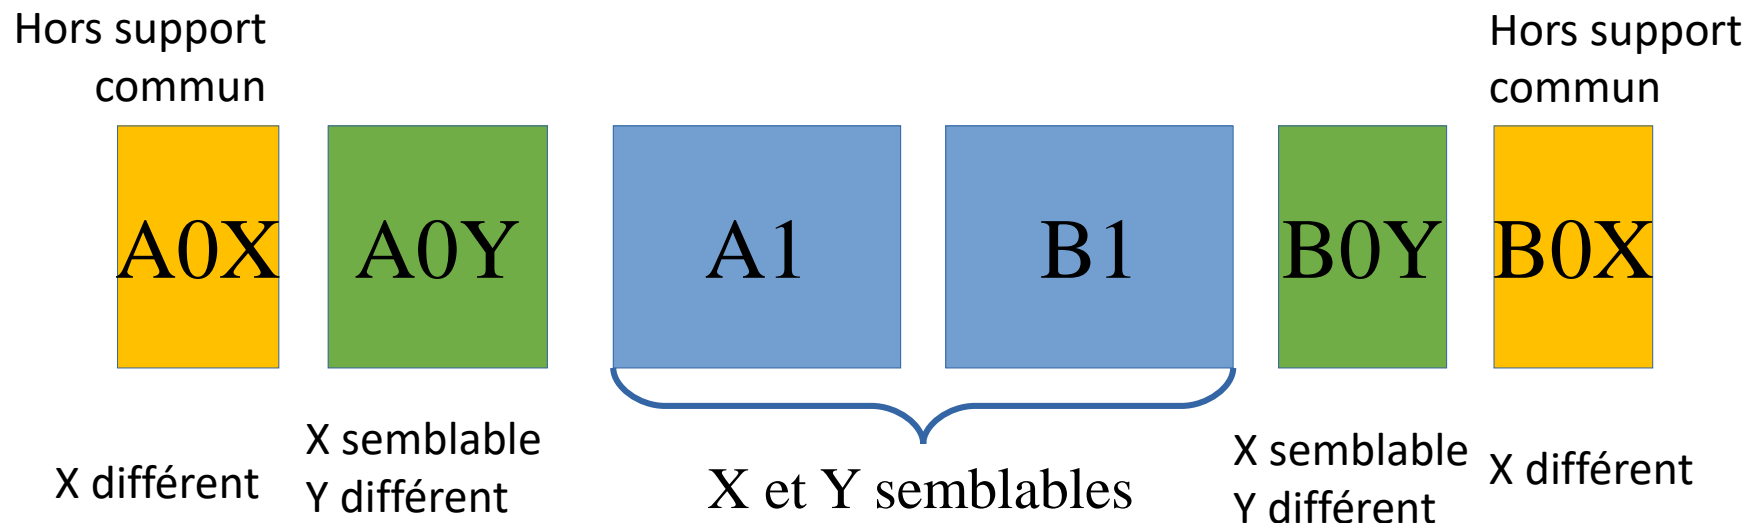 Hors support
commun
Hors support
commun
A0X
A0Y
A1
B1
B0Y
B0X
X différent
X semblable
Y différent
X et Y semblables
X semblable
Y différent
X différent